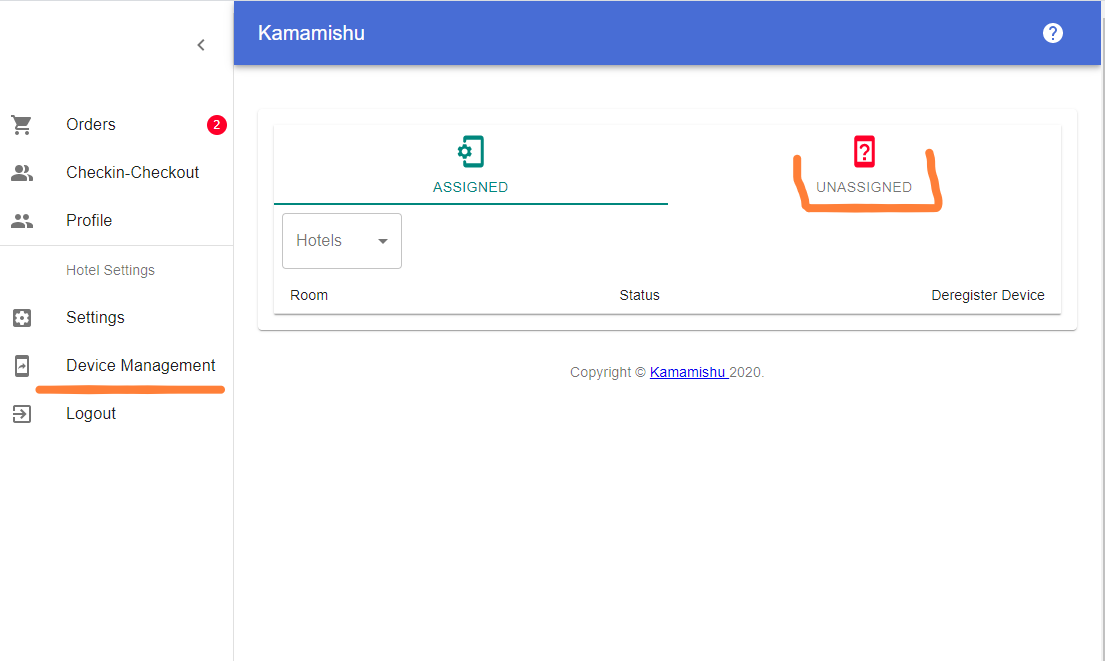 Kamamishu
?
Orders
2
Checkin-Checkout
Profile
Hotel Settings
Settings
Device Management
Logout
ASSIGNED
?
UNASSIGNED
Hotels
Room Status Deregister Device
Copyright © Kamamishu 2020.